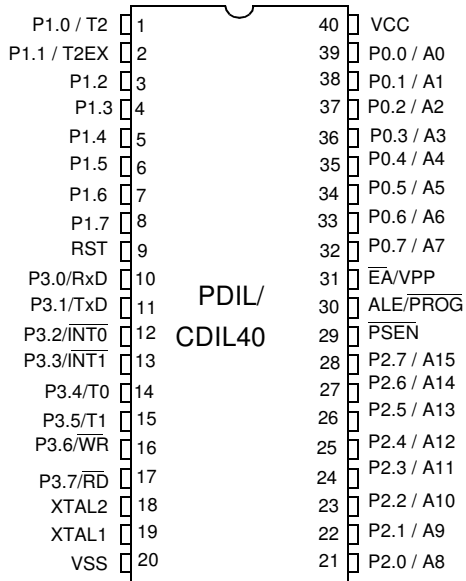 P1.0 / T2 1 40 VCC
P1.1 / T2EX 2 39 P0.0 / A0
P1.2 3 38 P0.1 / A1
P1.3 4 37 P0.2 / A2
P1.4 5 36 P0.3 / A3
P1.5 6 35 P0.4 / A4
P1.6 7 34 P0.5 / A5
P1.7 8 33 P0.6 / A6
RST 9 32 P0.7 / A7
P3.0/RxD 10 31 E̅A̅/VPP
P3.1/TxD 11 PDIL/ 30 ALE/P̅R̅O̅G̅
P3.2/I̅N̅T̅0̅ 12 CDIL40 29 P̅S̅E̅N̅
P3.3/I̅N̅T̅1̅ 13 28 P2.7 / A15
P3.4/T0 14 27 P2.6 / A14
P3.5/T1 15 26 P2.5 / A13
P3.6/W̅R̅ 16 25 P2.4 / A12
P3.7/R̅D̅ 17 24 P2.3 / A11
XTAL2 18 23 P2.2 / A10
XTAL1 19 22 P2.1 / A9
VSS 20 21 P2.0 / A8